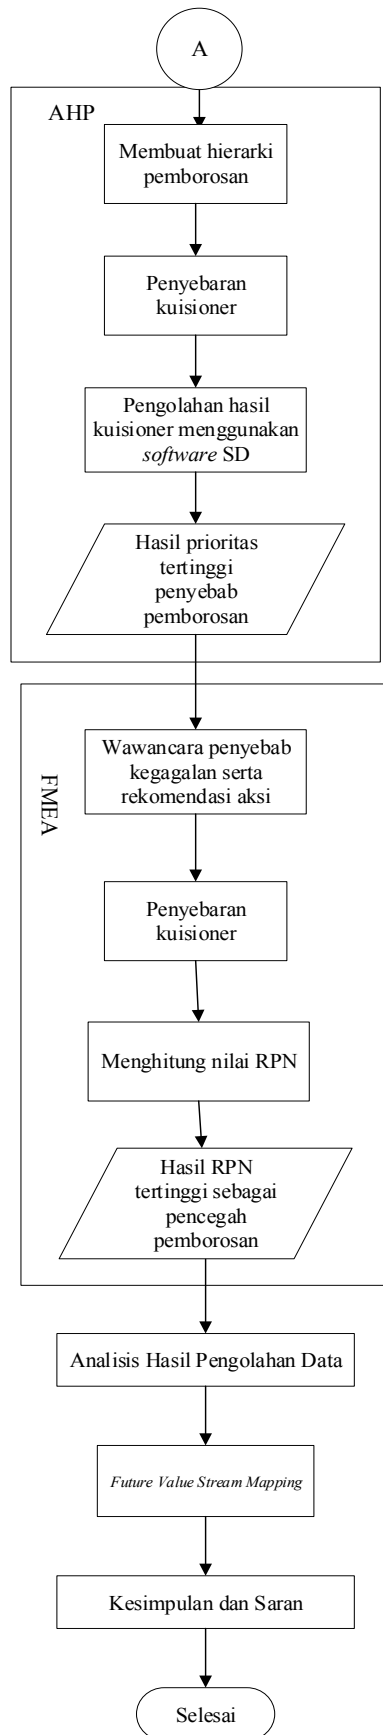 A
AHP
Membuat hierarki
pemborosan
Penyebaran
kuisioner
Pengolahan hasil
kuisioner menggunakan
software SD
Hasil prioritas
tertinggi
penyebab
pemborosan
FMEA
Wawancara penyebab
kegagalan serta
rekomendasi aksi
Penyebaran
kuisioner
Menghitung nilai RPN
Hasil RPN
tertinggi sebagai
pencegah
pemborosan
Analisis Hasil Pengolahan Data
Future Value Stream Mapping
Kesimpulan dan Saran
Selesai